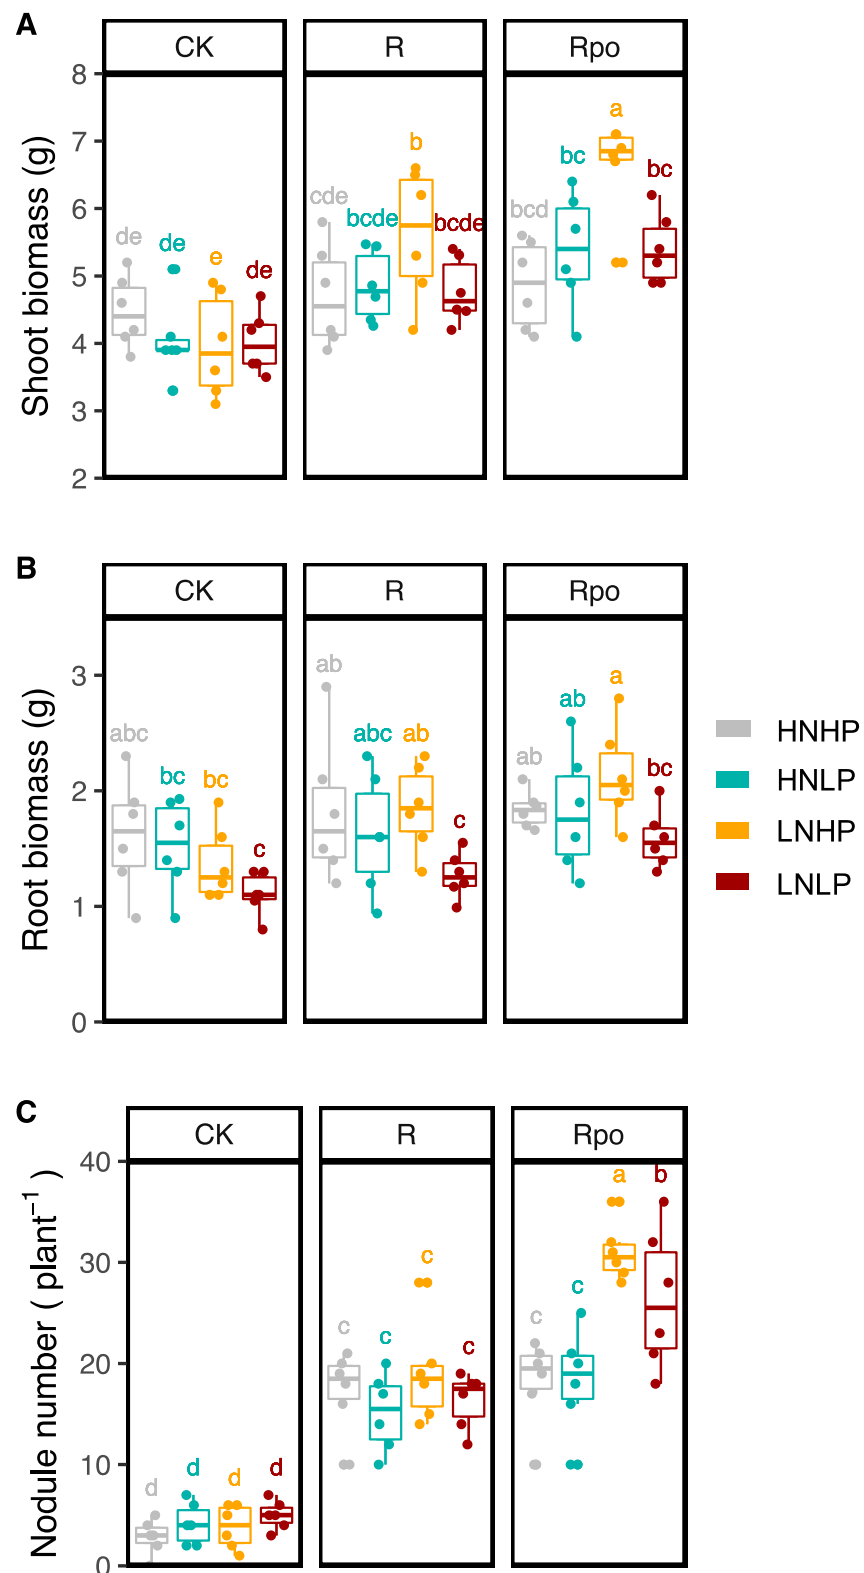 A
CK R Rpo
8
7
6
5
4
3
2
Shoot biomass (g)
de de e de
cde bcde b bcde
bcd bc a bc
B
CK R Rpo
3
2
1
0
Root biomass (g)
abc bc bc c
ab abc ab c
ab ab a bc
HNHP
HNLP
LNHP
LNLP
C
CK R Rpo
40
30
20
10
0
Nodule number ( plant⁻¹ )
d d d d
c c c c
c c a b